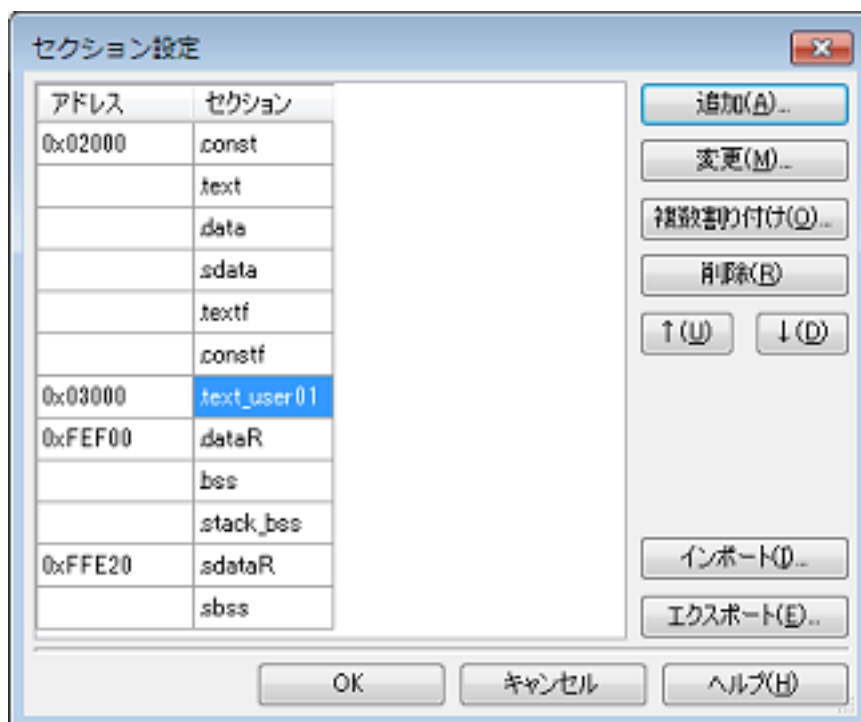 セクション設定
アドレス セクション
0x02000 .const
.text
.data
.sdata
.textf
.constf
0x03000 .text_user01
0xFEF00 .dataR
.bss
.stack_bss
0xFFE20 .sdataR
.sbss
追加(A)...
変更(M)...
複数割り付け(O)...
削除(R)
↑(U) ↓(D)
インポート(I)...
エクスポート(E)...
OK キャンセル ヘルプ(H)